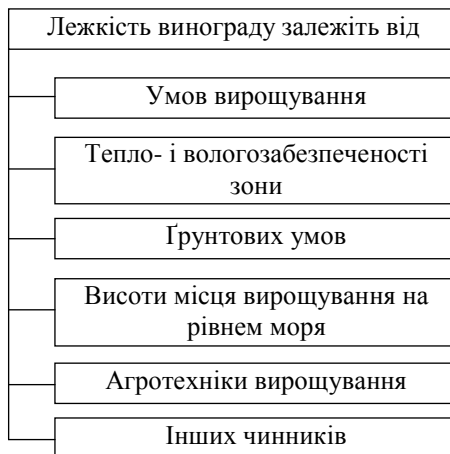 Лежкість винограду залежіть від
Умов вирощування
Тепло- і вологозабезпеченості
зони
Ґрунтових умов
Висоти місця вирощування на
рівнем моря
Агротехніки вирощування
Інших чинників